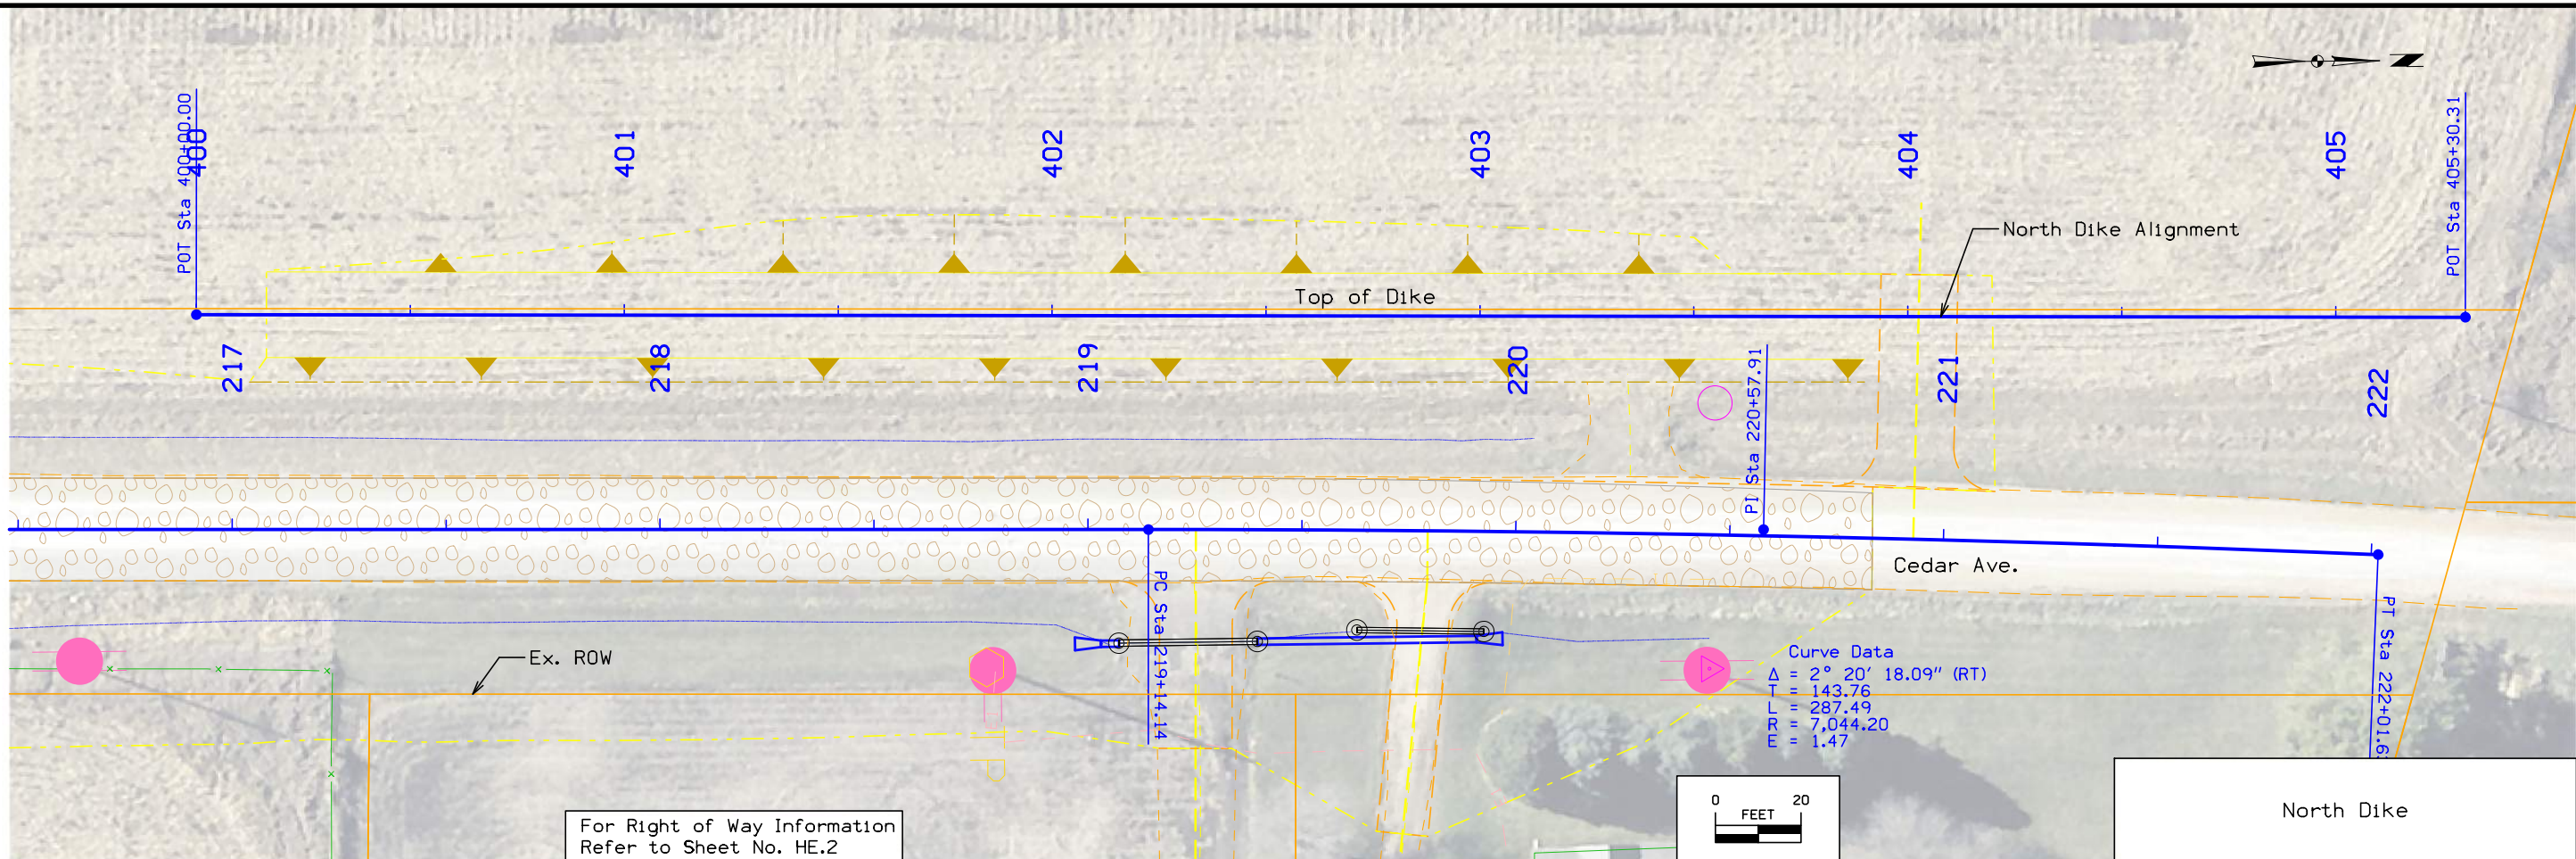 POT Sta 400+00.00
400
401
402
403
404
405
POT Sta 405+30.31
North Dike Alignment
Top of Dike
217
218
219
220
221
222
PI Sta 220+57.91
Cedar Ave.
PC Sta 219+14.14
PT Sta 222+01.6
Ex. ROW
Curve Data
Δ = 2° 20' 18.09" (RT)
T = 143.76
L = 287.49
R = 7,044.20
E = 1.47
For Right of Way Information
Refer to Sheet No. HE.2
0 20
FEET
North Dike